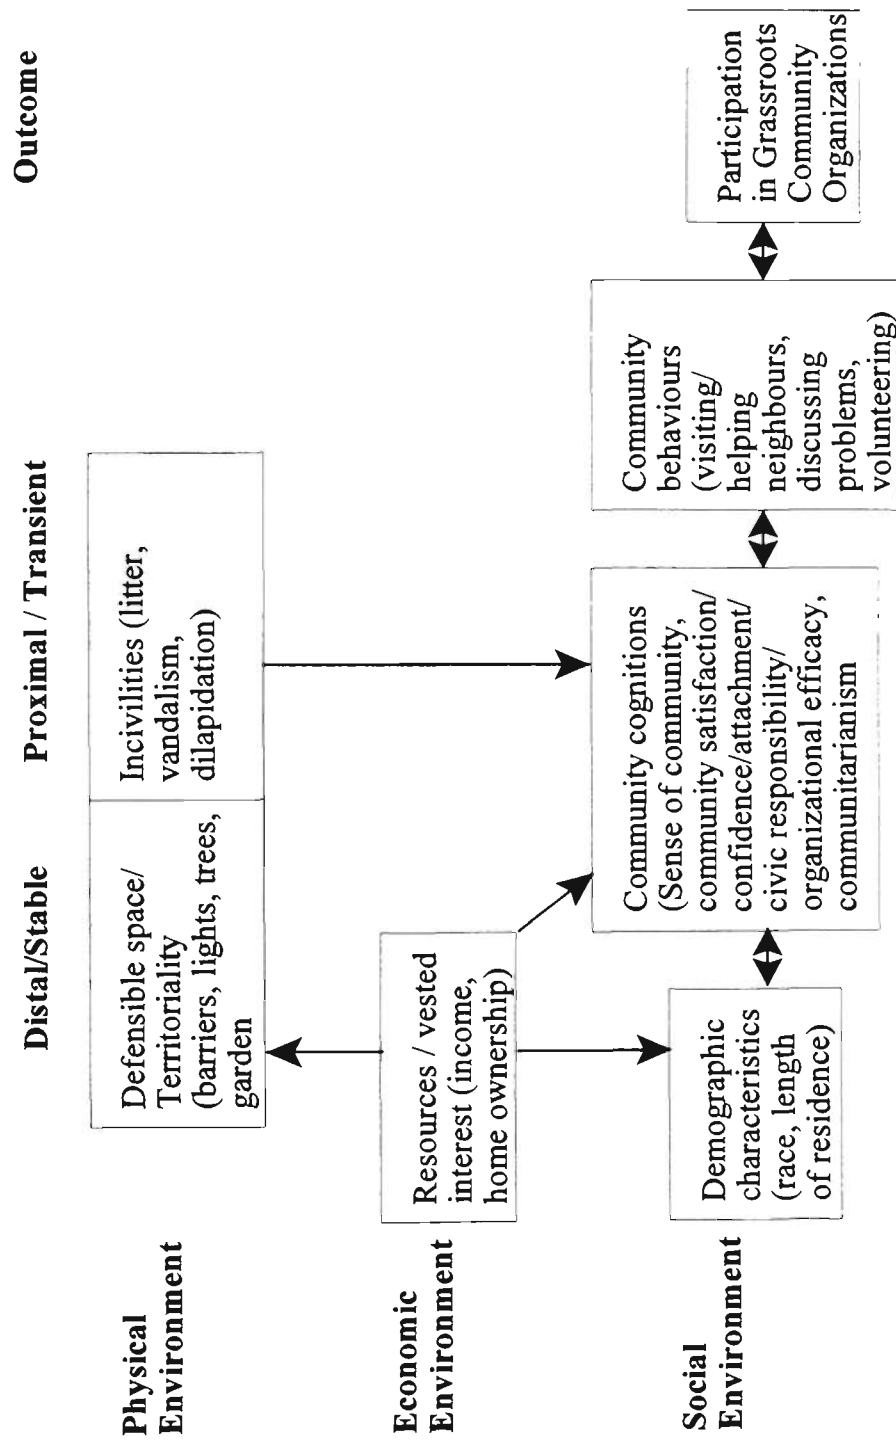 Distal/Stable
Proximal / Transient
Outcome
Physical
Environment
Defensible space/
Territoriality
(barriers, lights, trees,
garden
Incivilities (litter,
vandalism,
dilapidation)
Economic
Environment
Resources / vested
interest (income,
home ownership)
Social
Environment
Demographic
characteristics
(race, length
of residence)
Community cognitions
(Sense of community,
community satisfaction/
confidence/attachment/
civic responsibility/
organizational efficacy,
communitarianism
Community
behaviours
(visiting/
helping
neighbours,
discussing
problems,
volunteering)
Participation
in Grassroots
Community
Organizations